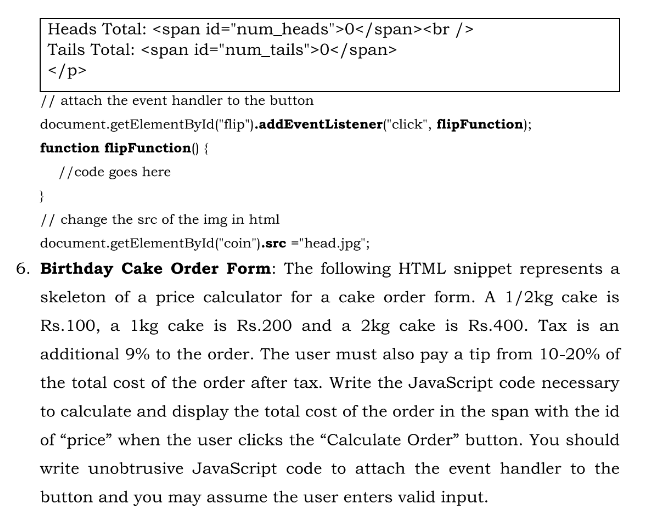 Heads Total: <span id="num_heads">0</span><br />
Tails Total: <span id="num_tails">0</span>
</p>
// attach the event handler to the button
document.getElementById("flip").addEventListener("click", flipFunction);
function flipFunction() {
//code goes here
}
// change the src of the img in html
document.getElementById("coin").src ="head.jpg";
6. Birthday Cake Order Form: The following HTML snippet represents a
skeleton of a price calculator for a cake order form. A 1/2kg cake is
Rs.100, a 1kg cake is Rs.200 and a 2kg cake is Rs.400. Tax is an
additional 9% to the order. The user must also pay a tip from 10-20% of
the total cost of the order after tax. Write the JavaScript code necessary
to calculate and display the total cost of the order in the span with the id
of “price” when the user clicks the “Calculate Order” button. You should
write unobtrusive JavaScript code to attach the event handler to the
button and you may assume the user enters valid input.